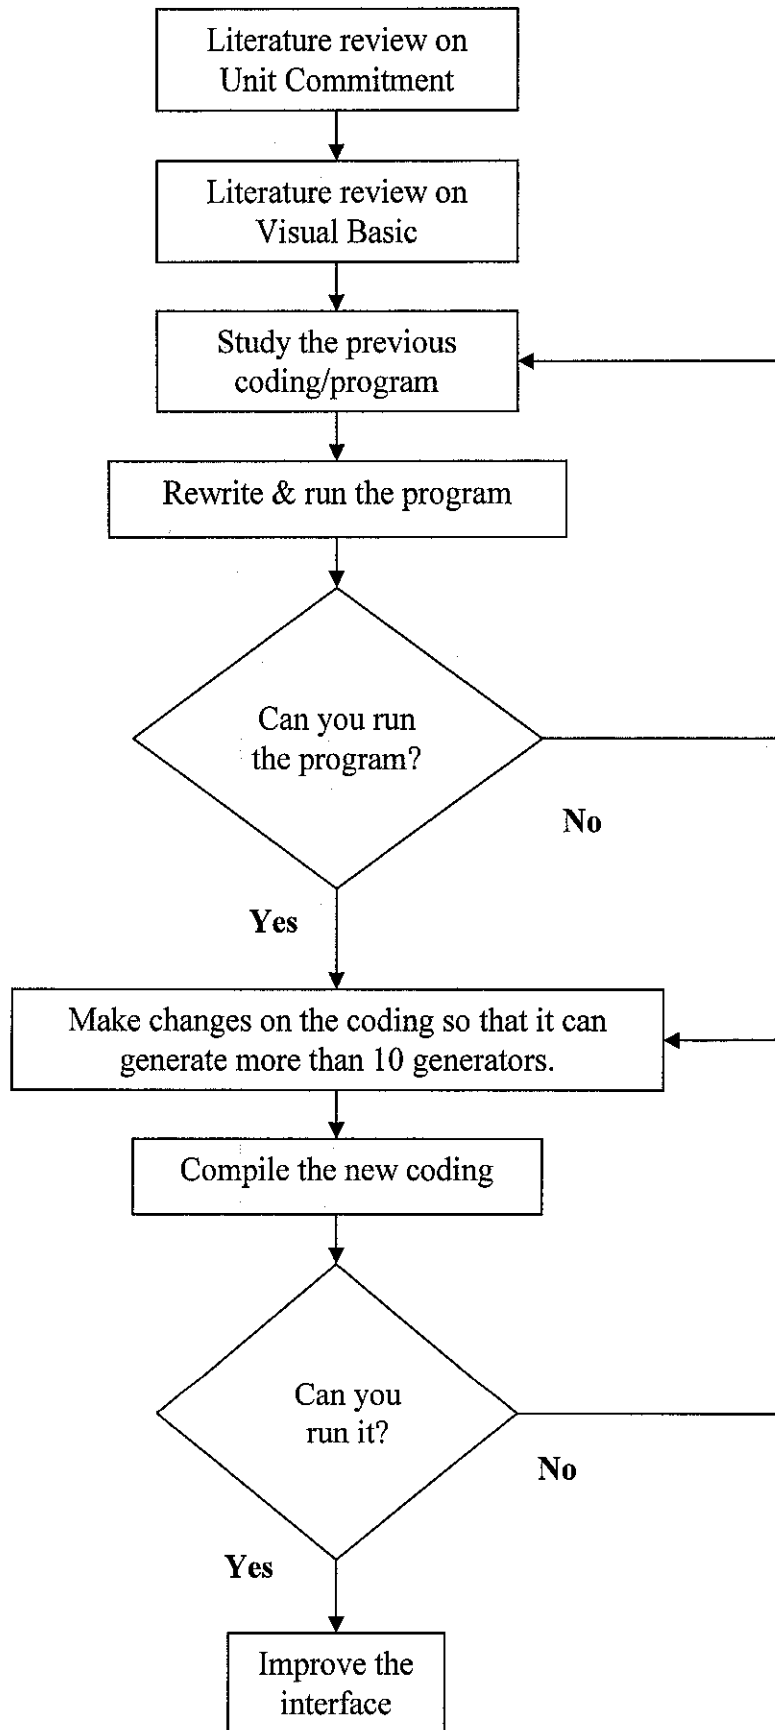 Literature review on
Unit Commitment
Literature review on
Visual Basic
Study the previous
coding/program
Rewrite & run the program
Can you run
the program?
No
Yes
Make changes on the coding so that it can
generate more than 10 generators.
Compile the new coding
Can you
run it?
No
Yes
Improve the
interface